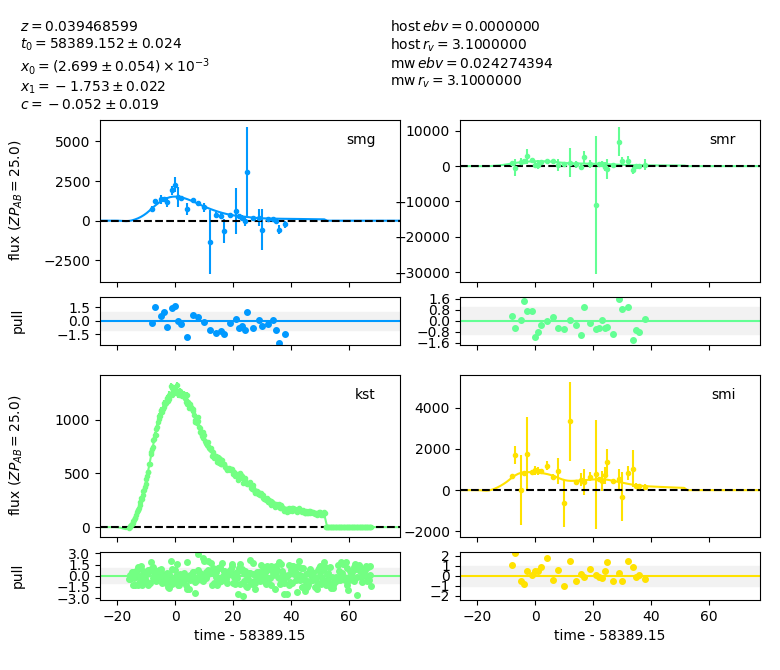 z = 0.039468599
t₀ = 58389.152 ± 0.024
x₀ = (2.699 ± 0.054) × 10⁻³
x₁ = −1.753 ± 0.022
c = −0.052 ± 0.019
host ebv = 0.0000000
host r_v = 3.1000000
mw ebv = 0.024274394
mw r_v = 3.1000000
smg
flux (ZP_AB = 25.0)
5000
2500
0
−2500
smr
10000
0
−10000
−20000
−30000
pull
1.5
0.0
−1.5
1.6
0.8
0.0
−0.8
−1.6
kst
flux (ZP_AB = 25.0)
1000
500
0
smi
4000
2000
0
−2000
pull
3.0
1.5
0.0
−1.5
−3.0
2
1
0
−1
−2
−20 0 20 40 60
time - 58389.15
−20 0 20 40 60
time - 58389.15